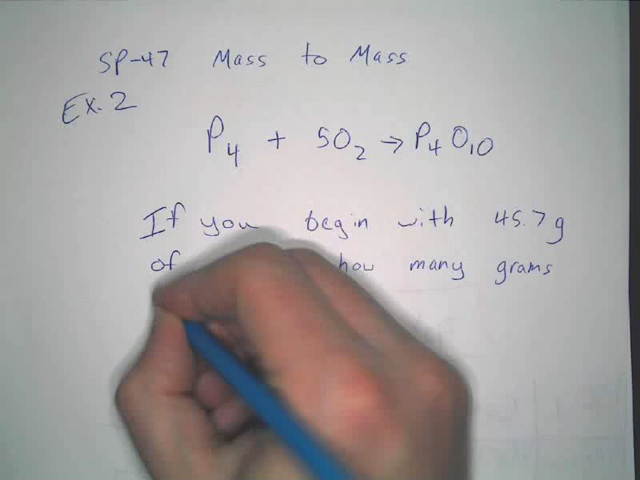 SP-47 Mass to Mass
Ex. 2
P₄ + 5O₂ → P₄O₁₀
If you begin with 45.7g
of how many grams